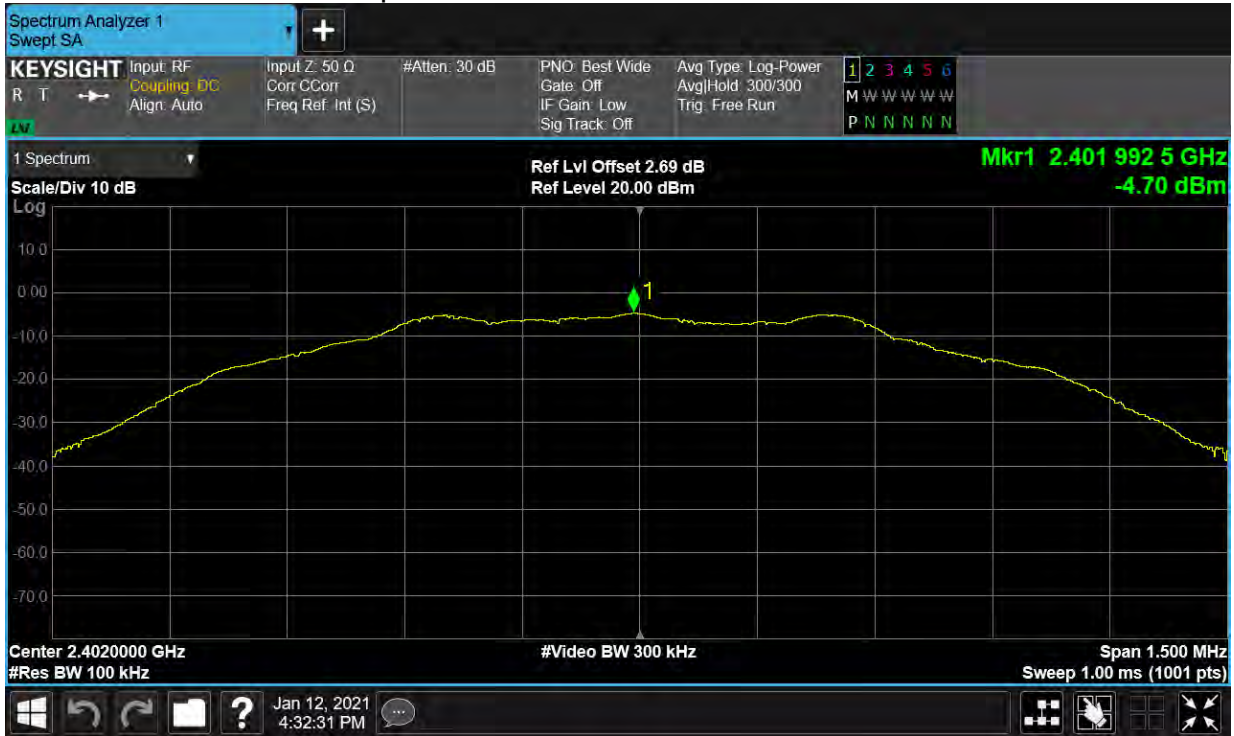 Spectrum Analyzer 1
Swept SA
+
KEYSIGHT Input: RF Input Z: 50 Ω #Atten: 30 dB PNO: Best Wide Avg Type: Log-Power 1 2 3 4 5 6
R T Coupling: DC Corr CCorr Gate: Off Avg|Hold: 300/300 M W W W W W
Align: Auto Freq Ref: Int (S) IF Gain: Low Trig: Free Run P N N N N N
Sig Track: Off
1 Spectrum Ref Lvl Offset 2.69 dB Mkr1 2.401 992 5 GHz
Scale/Div 10 dB Ref Level 20.00 dBm -4.70 dBm
Log
10.0
0.00
1
-10.0
-20.0
-30.0
-40.0
-50.0
-60.0
-70.0
Center 2.4020000 GHz #Video BW 300 kHz Span 1.500 MHz
#Res BW 100 kHz Sweep 1.00 ms (1001 pts)
? Jan 12, 2021
4:32:31 PM